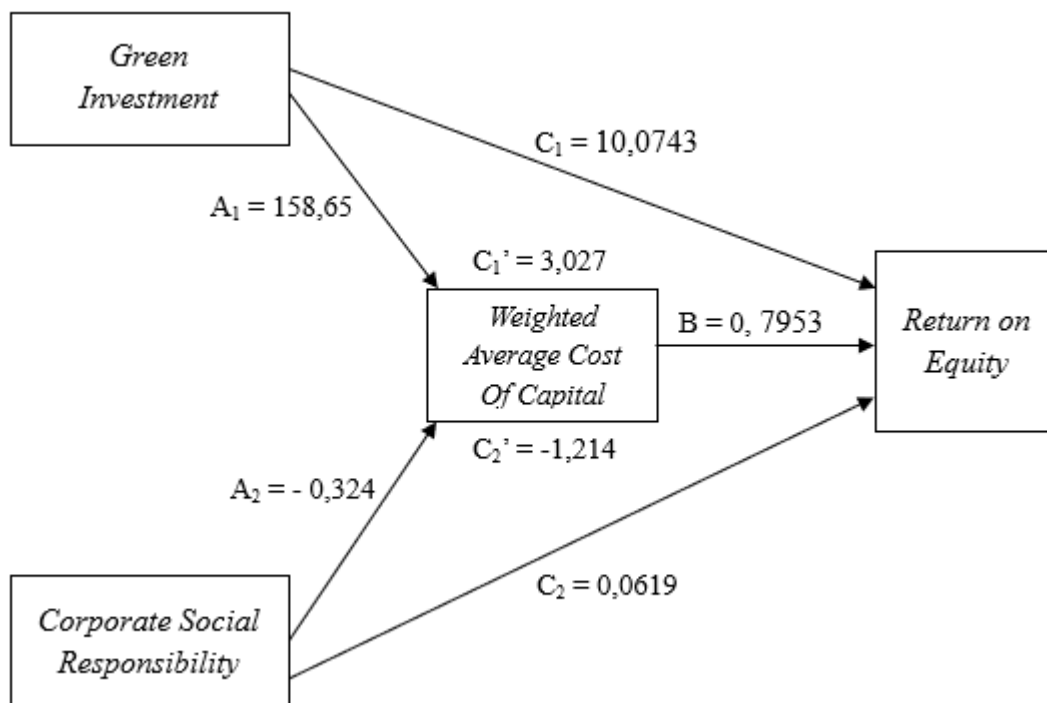 Green
Investment
C₁ = 10,0743
A₁ = 158,65
C₁’ = 3,027
Weighted
Average Cost
Of Capital
B = 0, 7953
Return on
Equity
C₂’ = -1,214
A₂ = - 0,324
C₂ = 0,0619
Corporate Social
Responsibility